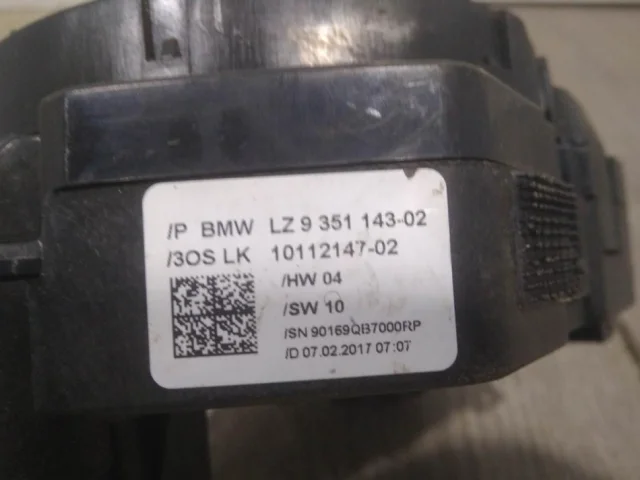 /P BMW LZ 9 351 143-02
/3OS LK 10112147-02
/HW 04
/SW 10
/SN 90169QB7000RP
/D 07.02.2017 07:07